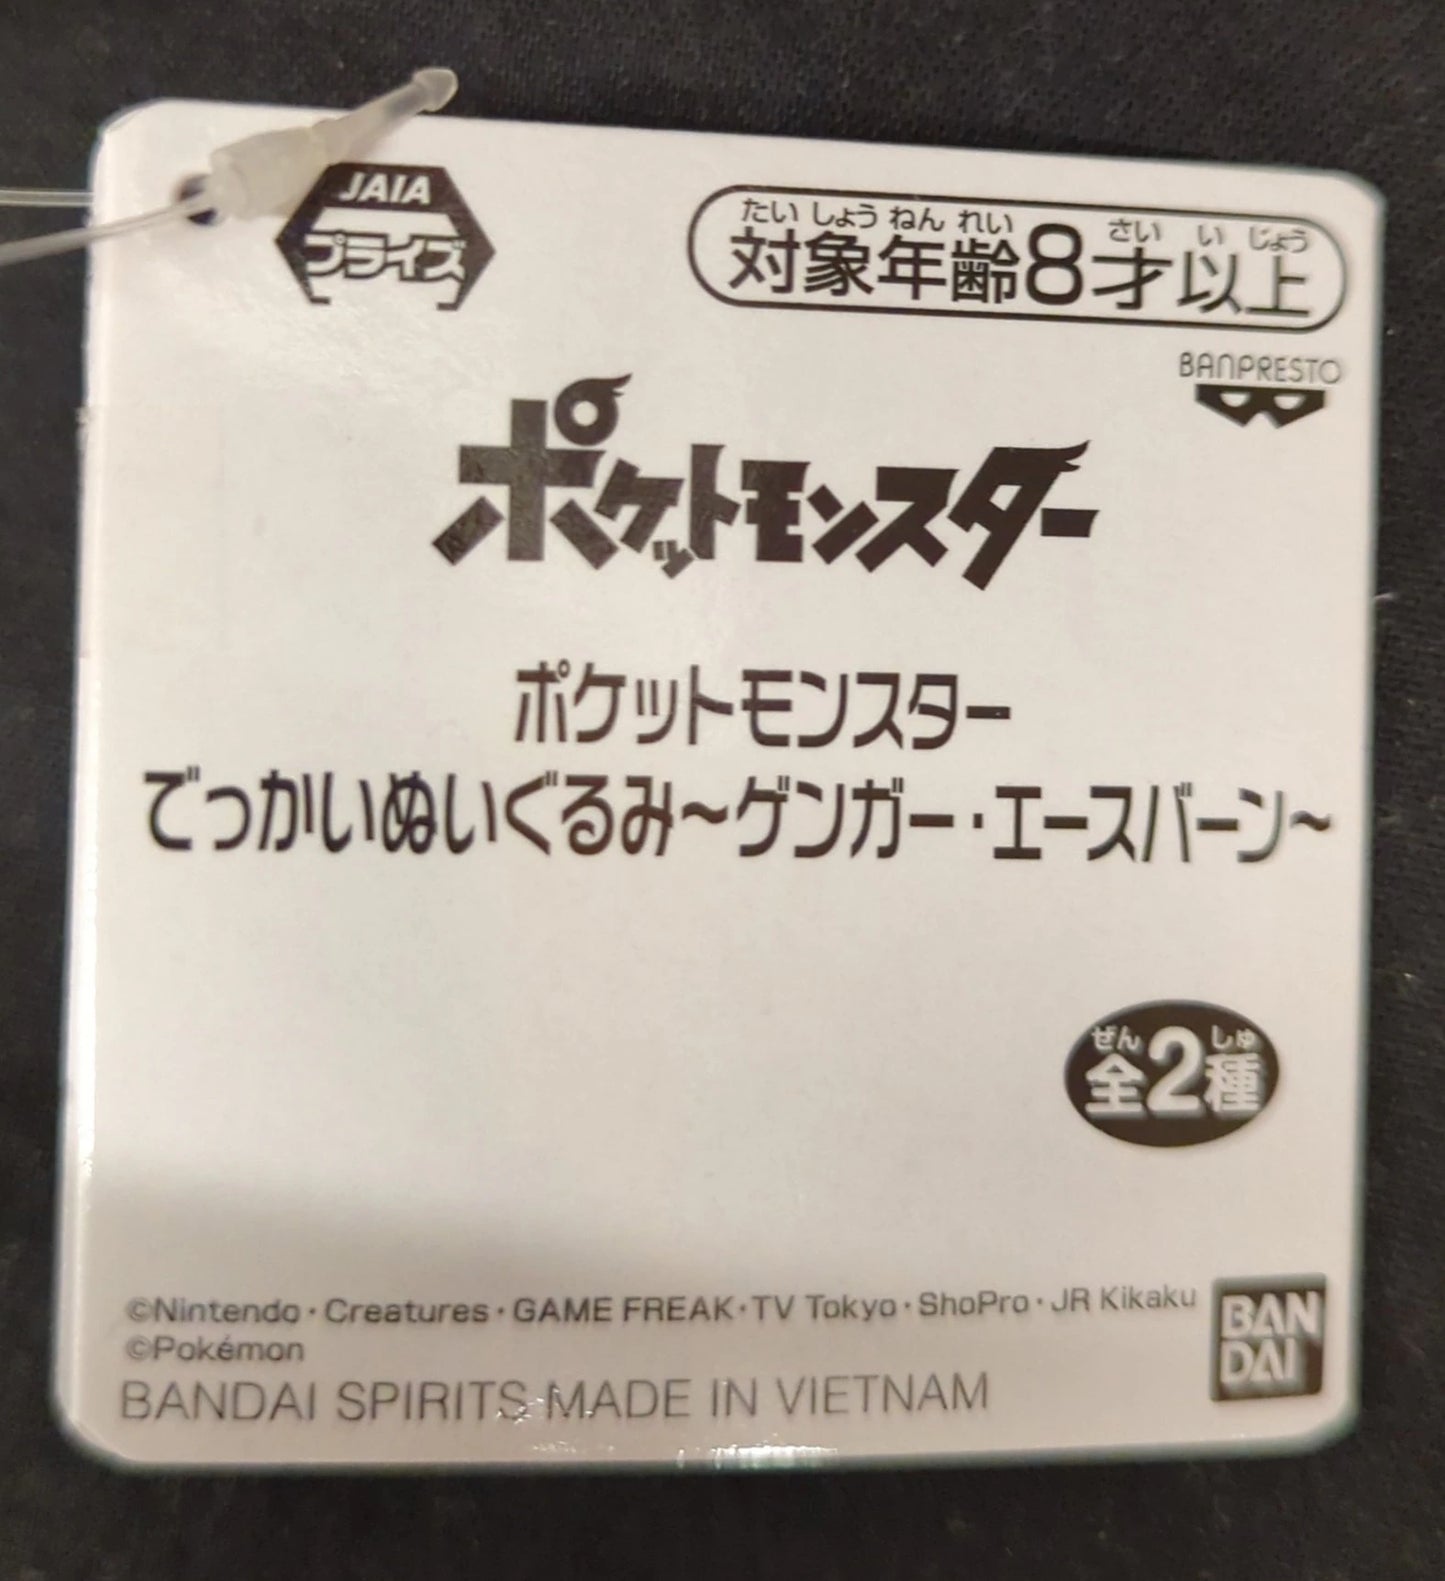 JAIA
プライズ
たいしょうねんれい さいいじょう
対象年齢8才以上
BANPRESTO
ポケットモンスター
ポケットモンスター
でっかいぬいぐるみ～ゲンガー・エースバーン～
ぜん しゅ
全2種
©Nintendo・Creatures・GAME FREAK・TV Tokyo・ShoPro・JR Kikaku
©Pokémon
BANDAI SPIRITS MADE IN VIETNAM
BAN
DAI